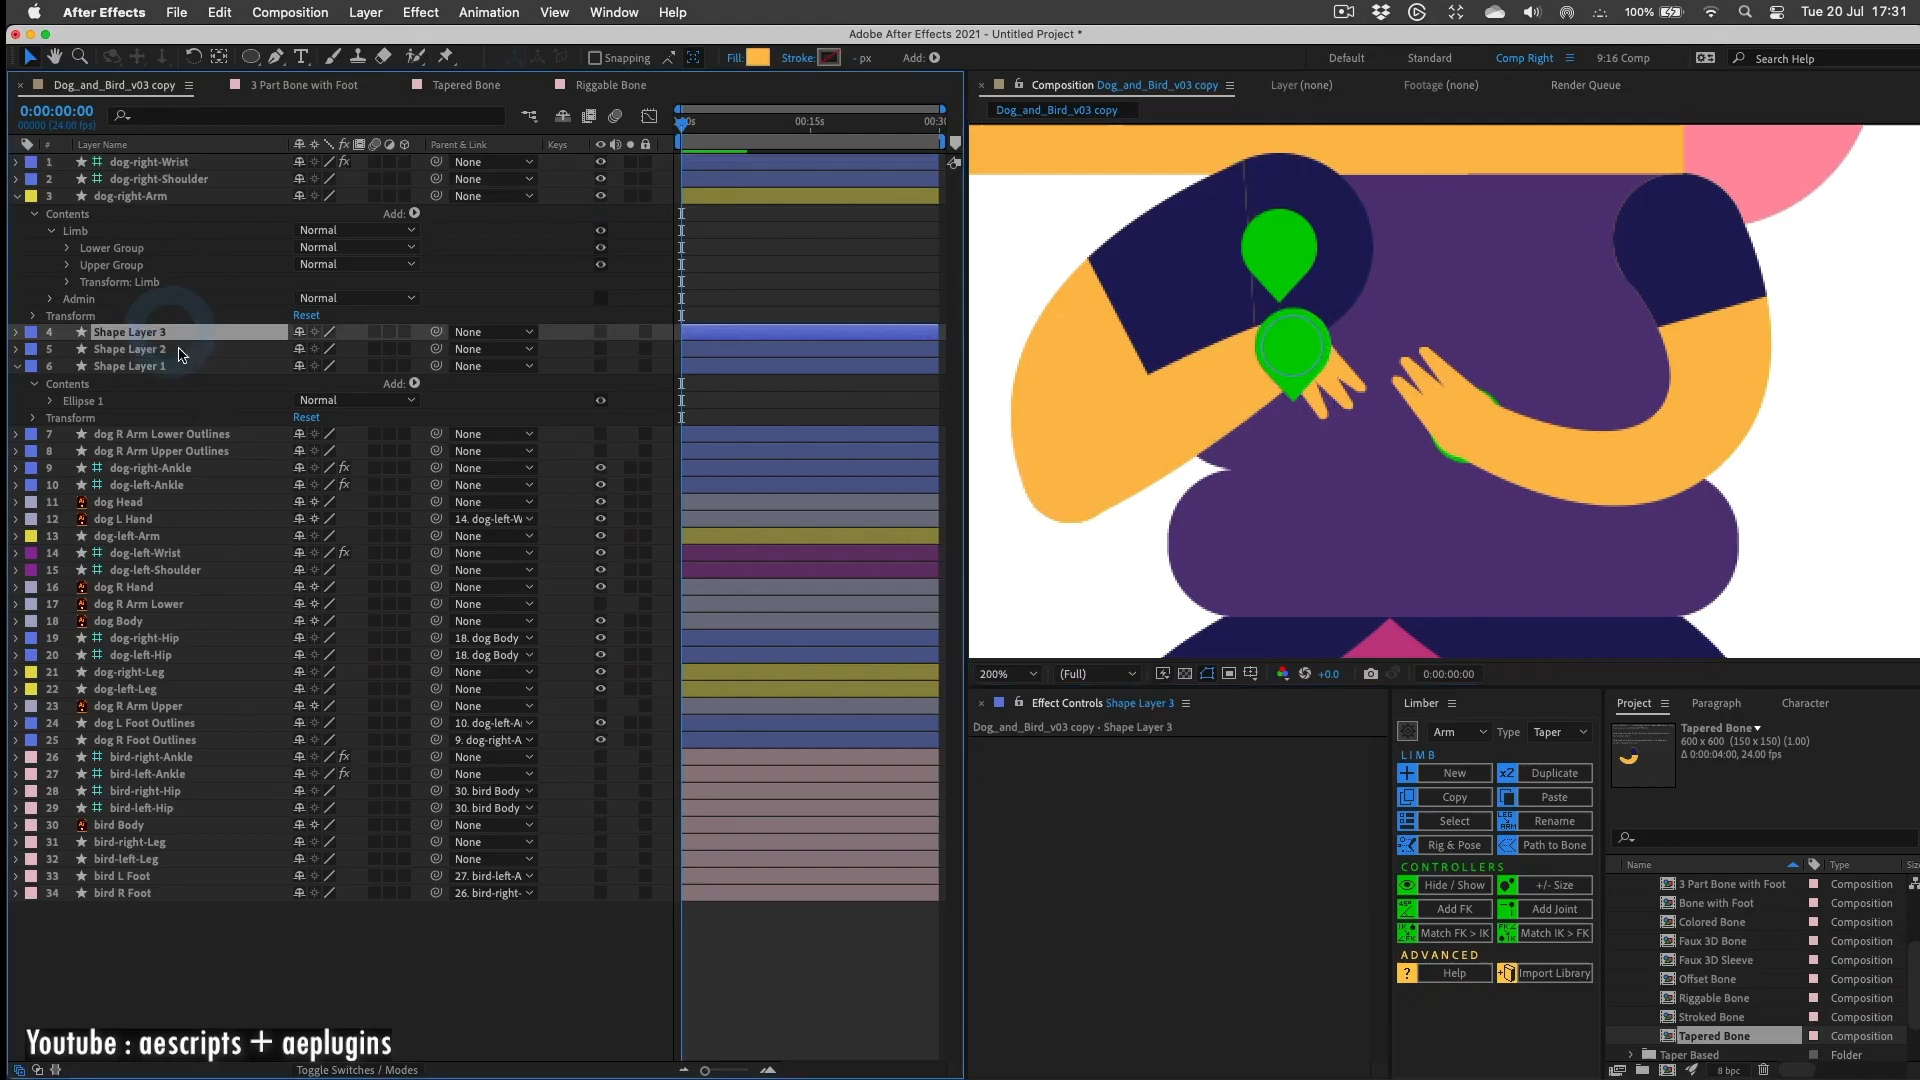 After Effects File Edit Composition Layer Effect Animation View Window Help 100% Tue 20 Jul 17:31
Adobe After Effects 2021 - Untitled Project *
Snapping Fill: Stroke: - px Add: Default Standard Comp Right 9:16 Comp Search Help
Dog_and_Bird_v03 copy 3 Part Bone with Foot Tapered Bone Riggable Bone
Composition Dog_and_Bird_v03 copy Layer (none) Footage (none) Render Queue
0:00:00:00
00000 (24.00 fps)
Dog_and_Bird_v03 copy
00:15s
# Layer Name Parent & Link Keys
1 dog-right-Wrist None
2 dog-right-Shoulder None
3 dog-right-Arm None
Contents Add:
Limb Normal
Lower Group Normal
Upper Group Normal
Transform: Limb
Admin Normal
Transform Reset
4 Shape Layer 3 None
5 Shape Layer 2 None
6 Shape Layer 1 None
Contents Add:
Ellipse 1 Normal
Transform Reset
7 dog R Arm Lower Outlines None
8 dog R Arm Upper Outlines None
9 dog-right-Ankle None
10 dog-left-Ankle None
11 dog Head None
12 dog L Hand 14. dog-left-W
13 dog-left-Arm None
14 dog-left-Wrist None
15 dog-left-Shoulder None
16 dog R Hand None
17 dog R Arm Lower None
18 dog Body None
19 dog-right-Hip 18. dog Body
20 dog-left-Hip 18. dog Body
21 dog-right-Leg None
22 dog-left-Leg None
23 dog R Arm Upper None
24 dog L Foot Outlines 10. dog-left-A
25 dog R Foot Outlines 9. dog-right-A
26 bird-right-Ankle None
27 bird-left-Ankle None
28 bird-right-Hip 30. bird Body
29 bird-left-Hip 30. bird Body
30 bird Body None
31 bird-right-Leg None
32 bird-left-Leg None
33 bird L Foot 27. bird-left-A
34 bird R Foot 26. bird-right-
Toggle Switches / Modes
Youtube : aescripts + aeplugins
200% (Full) +0.0 0:00:00:00
Effect Controls Shape Layer 3
Dog_and_Bird_v03 copy • Shape Layer 3
Limber
Arm Type Taper
LIMB
New x2 Duplicate
Copy Paste
Select LEG ARM Rename
Rig & Pose Path to Bone
CONTROLLERS
Hide / Show +/- Size
Add FK Add Joint
Match FK > IK Match IK > FK
ADVANCED
? Help Import Library
Project Paragraph Character
Tapered Bone
600 x 600 (150 x 150) (1.00)
Δ 0:00:04:00, 24.00 fps
Name Type
3 Part Bone with Foot Composition
Bone with Foot Composition
Colored Bone Composition
Faux 3D Bone Composition
Faux 3D Sleeve Composition
Offset Bone Composition
Riggable Bone Composition
Stroked Bone Composition
Tapered Bone Composition
Taper Based Folder
8 bpc